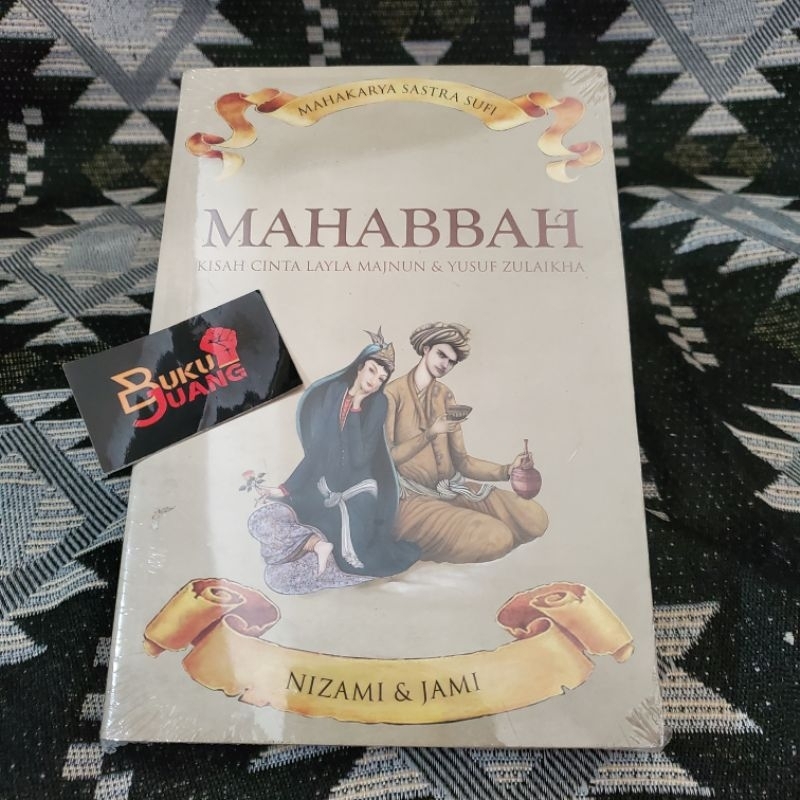 MAHAKARYA SASTRA SUFI
MAHABBAH
KISAH CINTA LAYLA MAJNUN & YUSUF ZULAIKHA
BUKU
JUANG
NIZAMI & JAMI